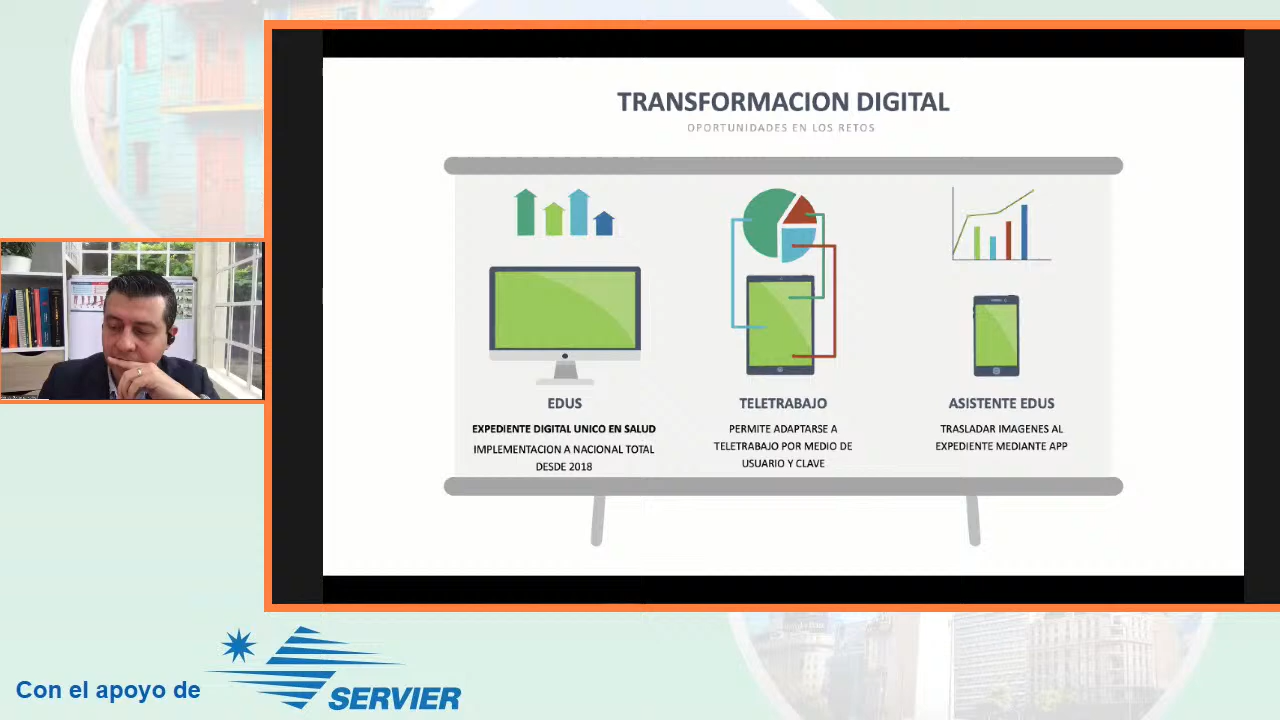 TRANSFORMACION DIGITAL
OPORTUNIDADES EN LOS RETOS
EDUS
EXPEDIENTE DIGITAL UNICO EN SALUD
IMPLEMENTACION A NACIONAL TOTAL
DESDE 2018
TELETRABAJO
PERMITE ADAPTARSE A
TELETRABAJO POR MEDIO DE
USUARIO Y CLAVE
ASISTENTE EDUS
TRASLADAR IMAGENES AL
EXPEDIENTE MEDIANTE APP
Con el apoyo de
SERVIER